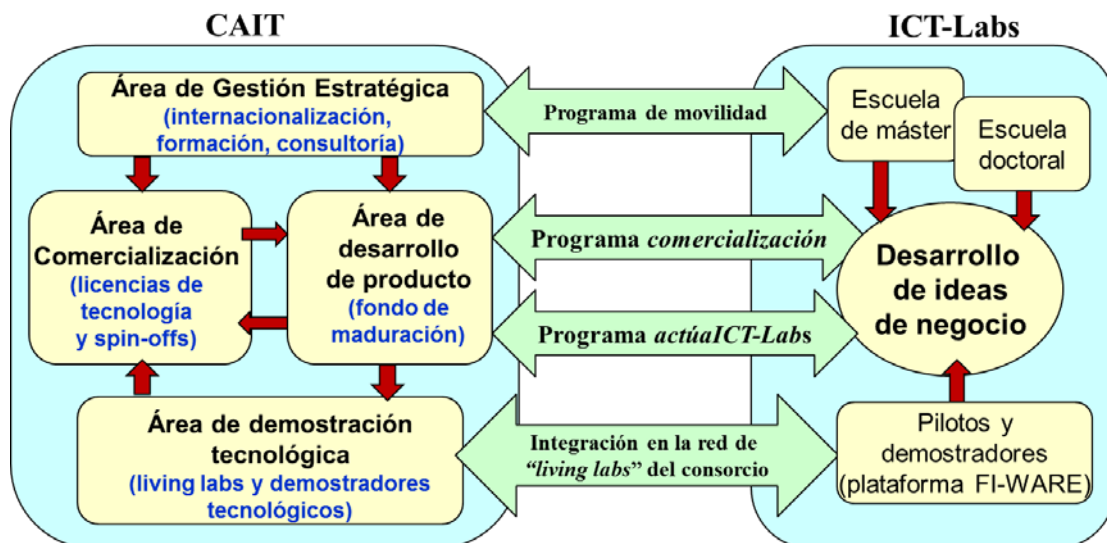 CAIT
Área de Gestión Estratégica
(internacionalización,
formación, consultoría)
Área de
Comercialización
(licencias de
tecnología
y spin-offs)
Área de
desarrollo
de producto
(fondo de
maduración)
Área de demostración
tecnológica
(living labs y demostradores
tecnológicos)
Programa de movilidad
Programa comercialización
Programa actúaICT-Labs
Integración en la red de
“living labs” del consorcio
ICT-Labs
Escuela
de máster
Escuela
doctoral
Desarrollo
de ideas
de negocio
Pilotos y
demostradores
(plataforma FI-WARE)